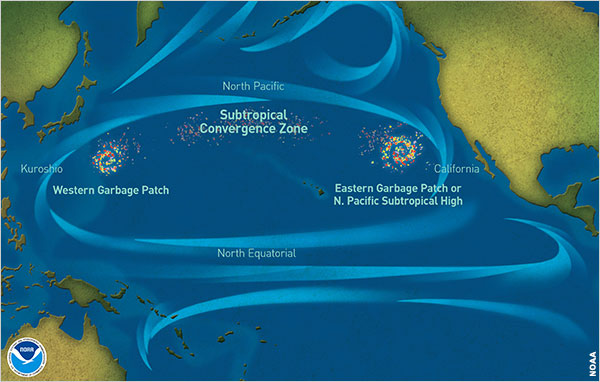 North Pacific
Subtropical
Convergence Zone
Kuroshio
California
Western Garbage Patch
Eastern Garbage Patch or
N. Pacific Subtropical High
North Equatorial
NOAA
NOAA